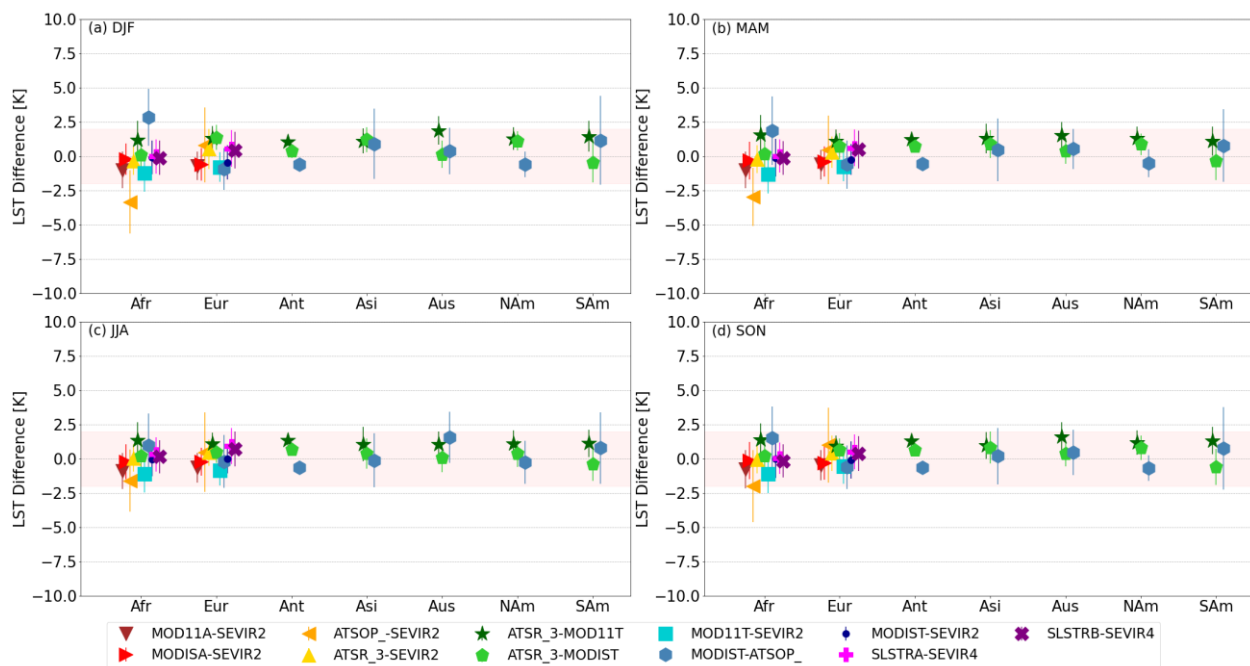 (a) DJF
LST Difference [K]
10.0
7.5
5.0
2.5
0.0
−2.5
−5.0
−7.5
−10.0
Afr Eur Ant Asi Aus NAm SAm
(b) MAM
LST Difference [K]
10.0
7.5
5.0
2.5
0.0
−2.5
−5.0
−7.5
−10.0
Afr Eur Ant Asi Aus NAm SAm
(c) JJA
LST Difference [K]
10.0
7.5
5.0
2.5
0.0
−2.5
−5.0
−7.5
−10.0
Afr Eur Ant Asi Aus NAm SAm
(d) SON
LST Difference [K]
10.0
7.5
5.0
2.5
0.0
−2.5
−5.0
−7.5
−10.0
Afr Eur Ant Asi Aus NAm SAm
MOD11A-SEVIR2 ATSOP_-SEVIR2 ATSR_3-MOD11T MOD11T-SEVIR2 MODIST-SEVIR2 SLSTRB-SEVIR4
MODISA-SEVIR2 ATSR_3-SEVIR2 ATSR_3-MODIST MODIST-ATSOP_ SLSTRA-SEVIR4